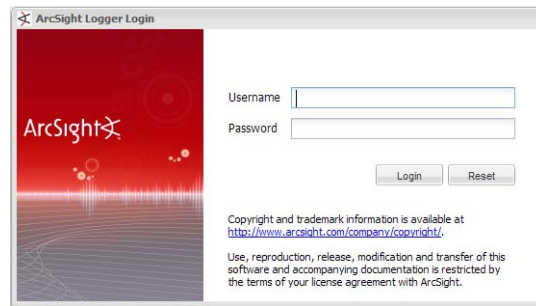 ArcSight Logger Login
ArcSight
Username
Password
Login Reset
Copyright and trademark information is available at
http://www.arcsight.com/company/copyright/.
Use, reproduction, release, modification and transfer of this
software and accompanying documentation is restricted by
the terms of your license agreement with ArcSight.